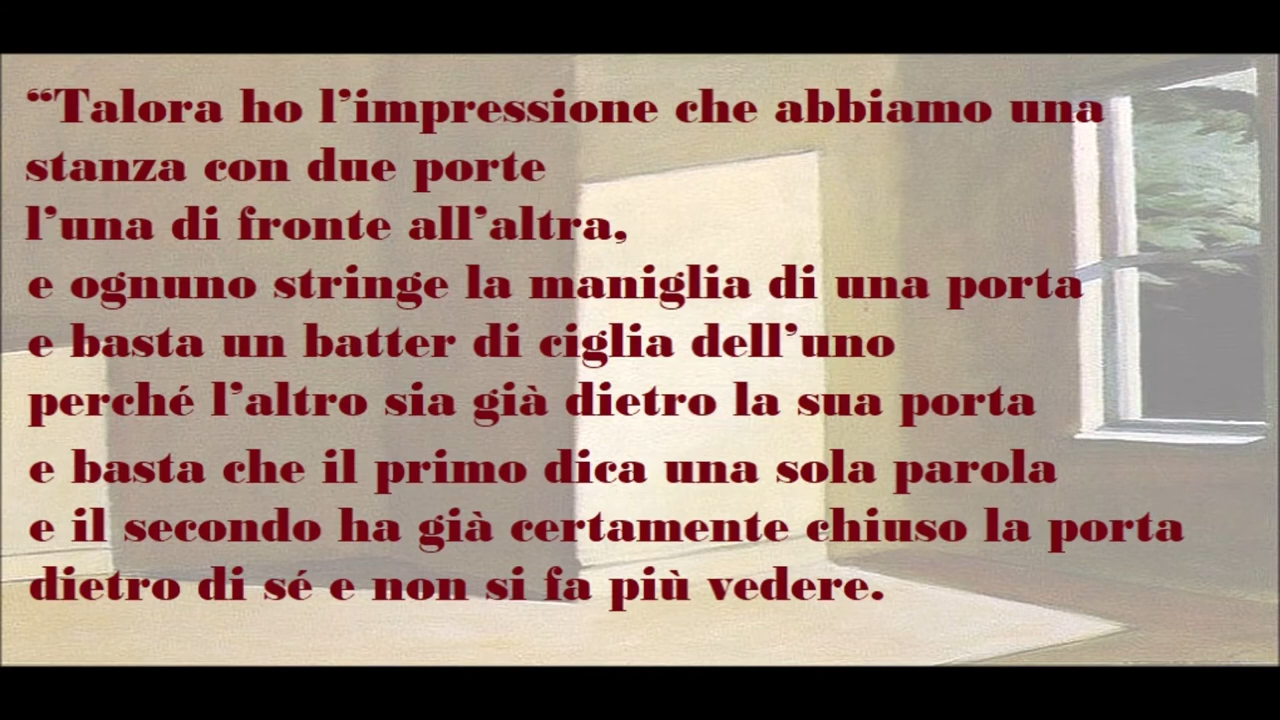 “Talora ho l’impressione che abbiamo una
stanza con due porte
l’una di fronte all’altra,
e ognuno stringe la maniglia di una porta
e basta un batter di ciglia dell’uno
perché l’altro sia già dietro la sua porta
e basta che il primo dica una sola parola
e il secondo ha già certamente chiuso la porta
dietro di sé e non si fa più vedere.